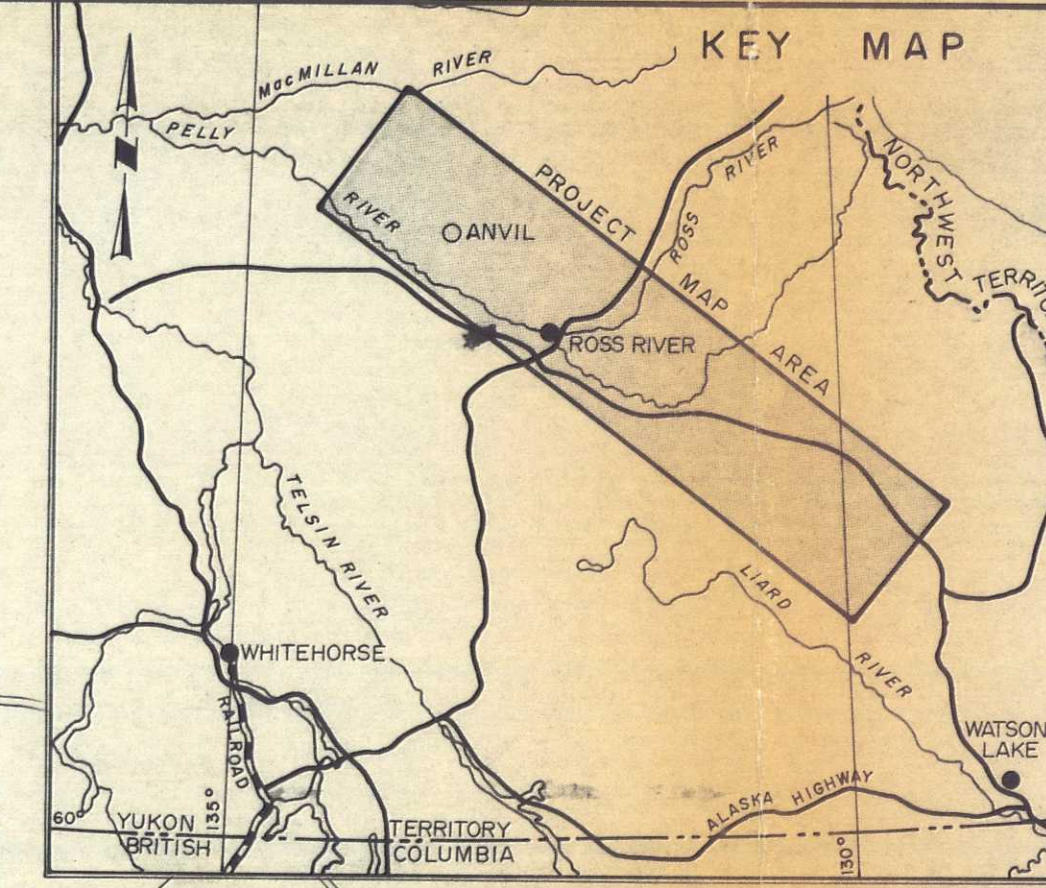 KEY MAP
MacMILLAN RIVER
PELLY
RIVER
N
ANVIL
PROJECT MAP AREA
ROSS RIVER
NORTHWEST
ROSS RIVER
TELSIN RIVER
LIARD RIVER
WHITEHORSE
RAILROAD
WATSON
LAKE
ALASKA HIGHWAY
60°
135°
130°
YUKON TERRITORY
BRITISH COLUMBIA